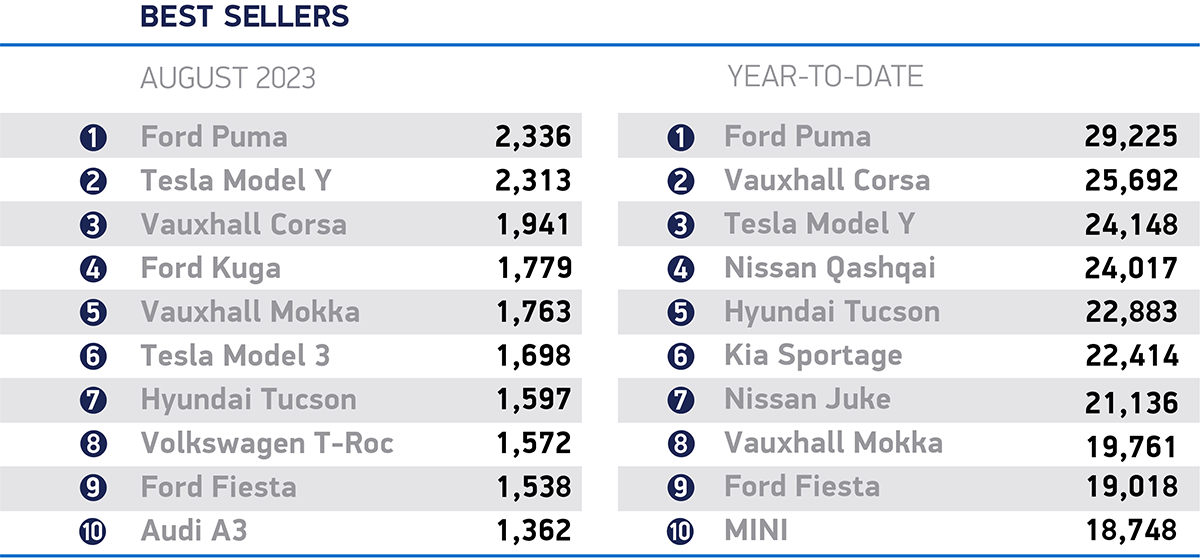 BEST SELLERS
AUGUST 2023
1 Ford Puma 2,336
2 Tesla Model Y 2,313
3 Vauxhall Corsa 1,941
4 Ford Kuga 1,779
5 Vauxhall Mokka 1,763
6 Tesla Model 3 1,698
7 Hyundai Tucson 1,597
8 Volkswagen T-Roc 1,572
9 Ford Fiesta 1,538
10 Audi A3 1,362
YEAR-TO-DATE
1 Ford Puma 29,225
2 Vauxhall Corsa 25,692
3 Tesla Model Y 24,148
4 Nissan Qashqai 24,017
5 Hyundai Tucson 22,883
6 Kia Sportage 22,414
7 Nissan Juke 21,136
8 Vauxhall Mokka 19,761
9 Ford Fiesta 19,018
10 MINI 18,748